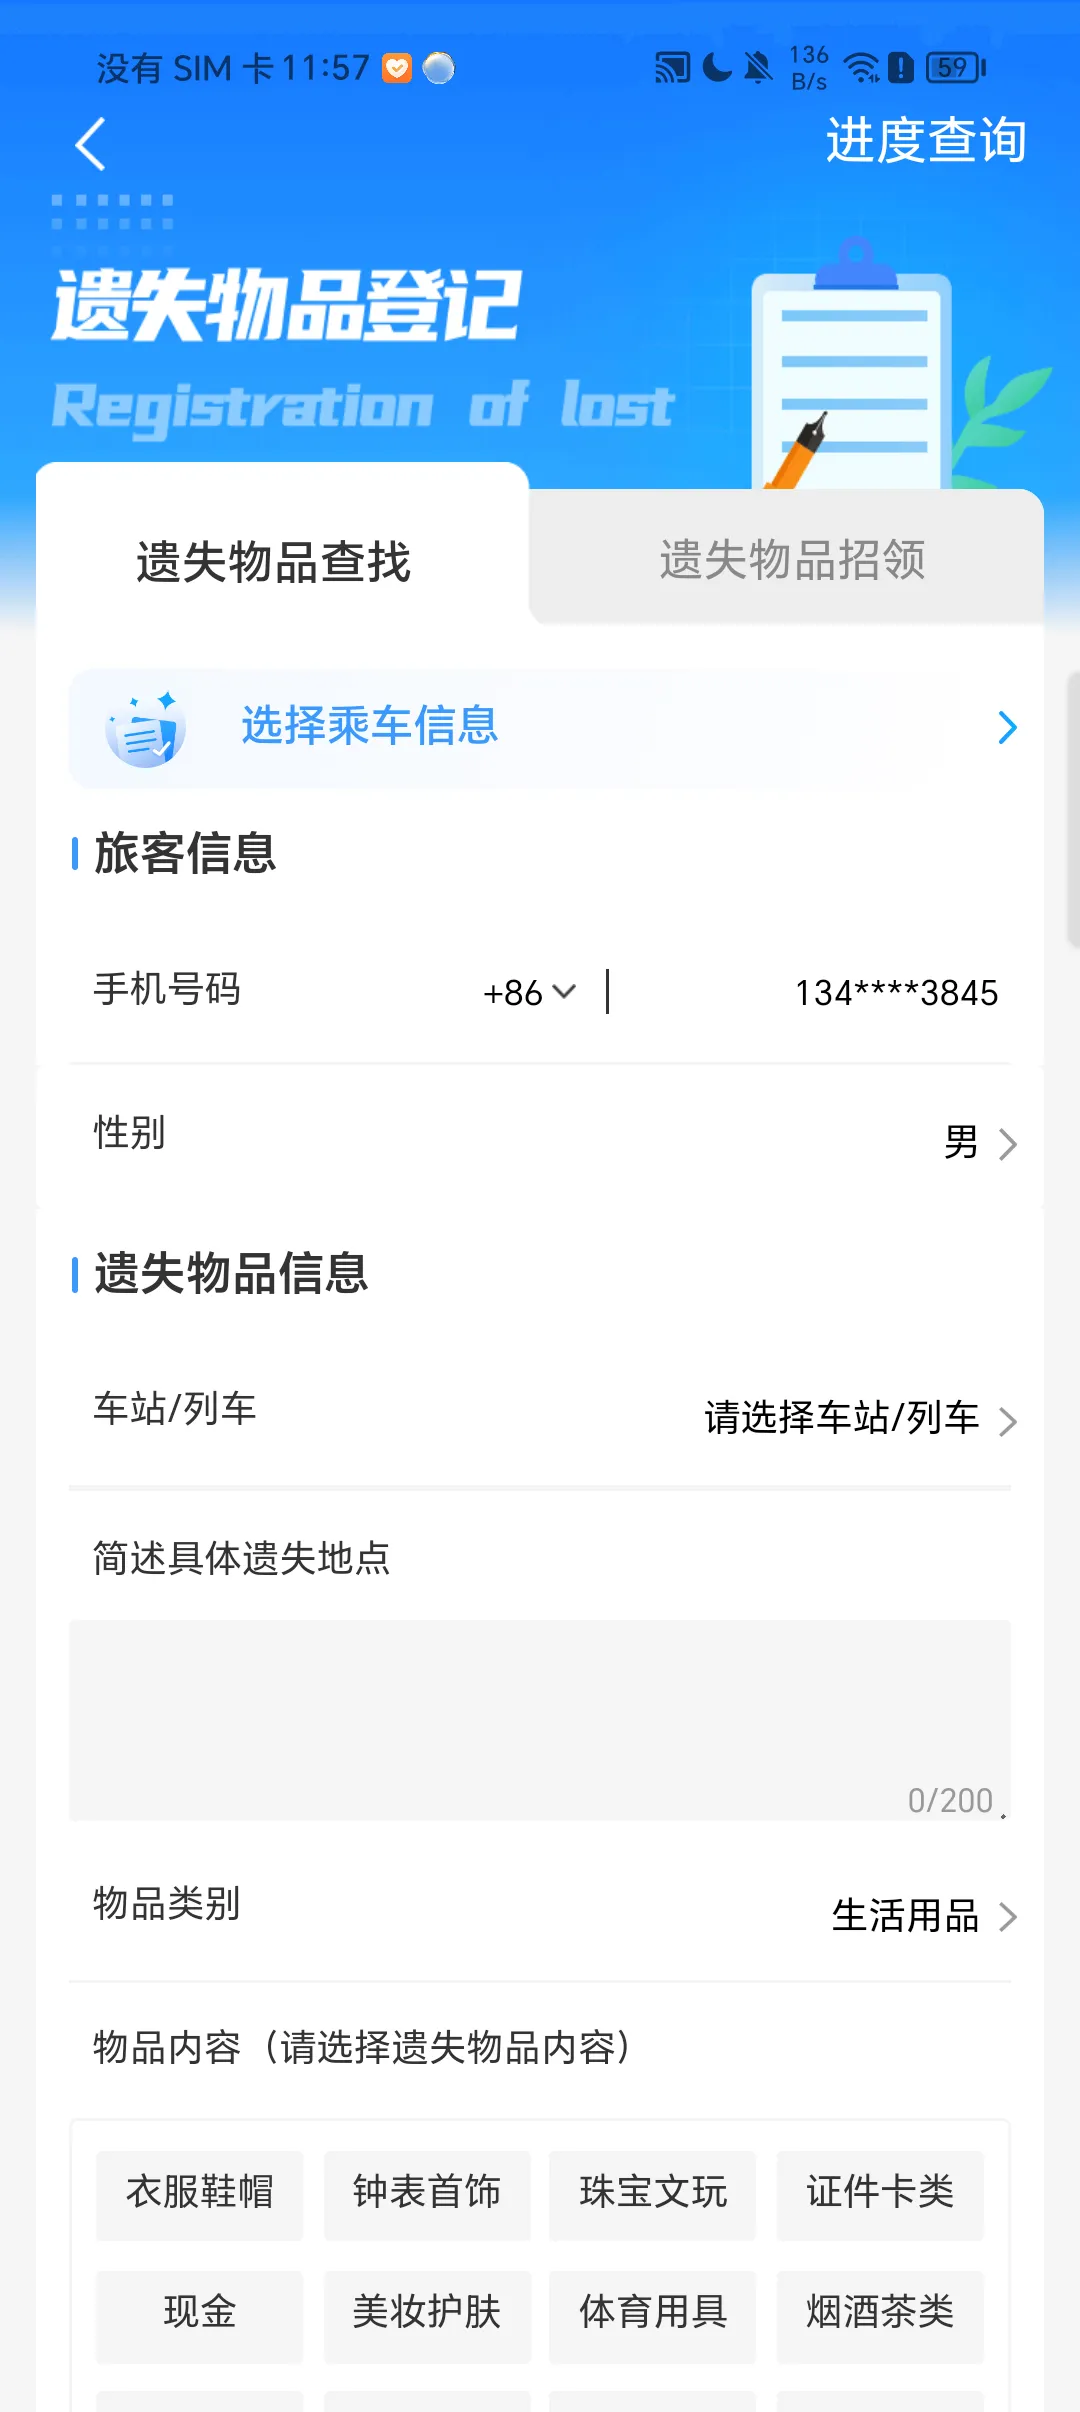 没有 SIM 卡 11:57 136 B/s 59
进度查询
遗失物品登记
Registration of lost
遗失物品查找 遗失物品招领
选择乘车信息
旅客信息
手机号码 +86 134****3845
性别 男
遗失物品信息
车站/列车 请选择车站/列车
简述具体遗失地点
0/200
物品类别 生活用品
物品内容（请选择遗失物品内容）
衣服鞋帽 钟表首饰 珠宝文玩 证件卡类
现金 美妆护肤 体育用具 烟酒茶类